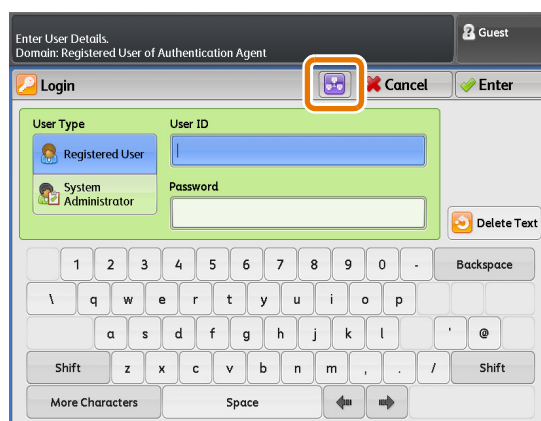 Enter User Details.
Domain: Registered User of Authentication Agent
Guest
Login
Cancel
Enter
User Type
User ID
Registered User
System
Administrator
Password
Delete Text
1 2 3 4 5 6 7 8 9 0 - Backspace
\ q w e r t y u i o p
a s d f g h j k l ' @
Shift z x c v b n m , . / Shift
More Characters Space